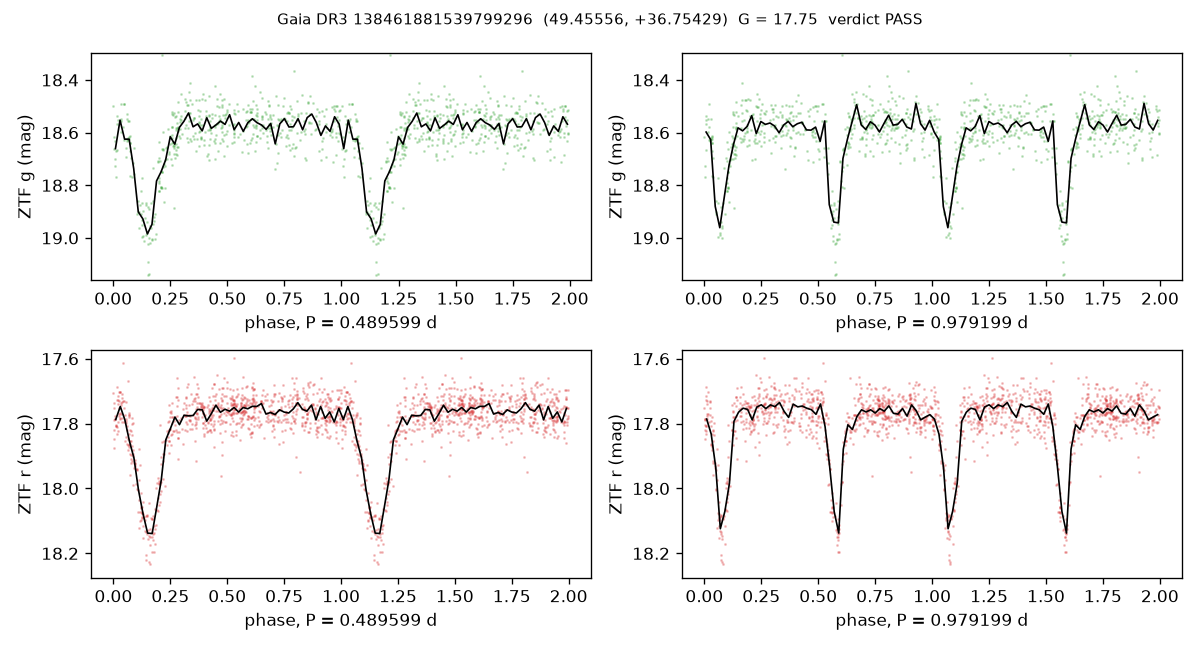 Gaia DR3 138461881539799296  (49.45556, +36.75429)  G = 17.75  verdict PASS
ZTF g (mag)
18.4
18.6
18.8
19.0
0.00 0.25 0.50 0.75 1.00 1.25 1.50 1.75 2.00
phase, P = 0.489599 d
ZTF g (mag)
18.4
18.6
18.8
19.0
0.00 0.25 0.50 0.75 1.00 1.25 1.50 1.75 2.00
phase, P = 0.979199 d
ZTF r (mag)
17.6
17.8
18.0
18.2
0.00 0.25 0.50 0.75 1.00 1.25 1.50 1.75 2.00
phase, P = 0.489599 d
ZTF r (mag)
17.6
17.8
18.0
18.2
0.00 0.25 0.50 0.75 1.00 1.25 1.50 1.75 2.00
phase, P = 0.979199 d